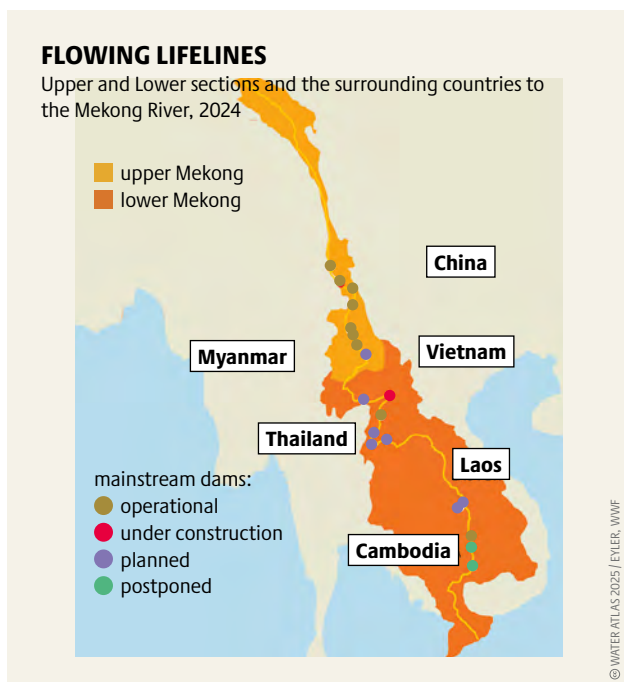 FLOWING LIFELINES
Upper and Lower sections and the surrounding countries to
the Mekong River, 2024
upper Mekong
lower Mekong
China
Myanmar
Vietnam
Thailand
Laos
mainstream dams:
operational
under construction
Cambodia
planned
postponed
© WATER ATLAS 2025 / EYLER, WWF